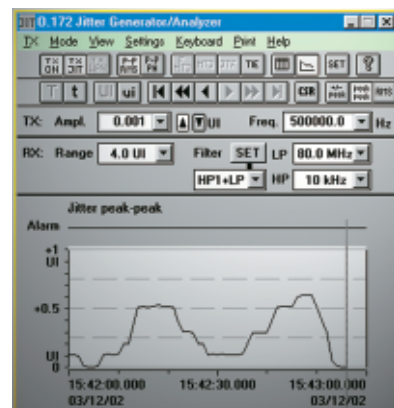 O.172 Jitter Generator/Analyzer
TX Mode View Settings Keyboard Print Help
TX ON TX JIT TIE SET ?
T t UI ui CSR RMS
TX: Ampl. 0.001 UI Freq. 500000.0 Hz
RX: Range 4.0 UI Filter SET LP 80.0 MHz
HP1+LP HP 10 kHz
Jitter peak-peak
Alarm
+1
UI
+0.5
UI
0
15:42:00.000 15:42:30.000 15:43:00.000
03/12/02 03/12/02